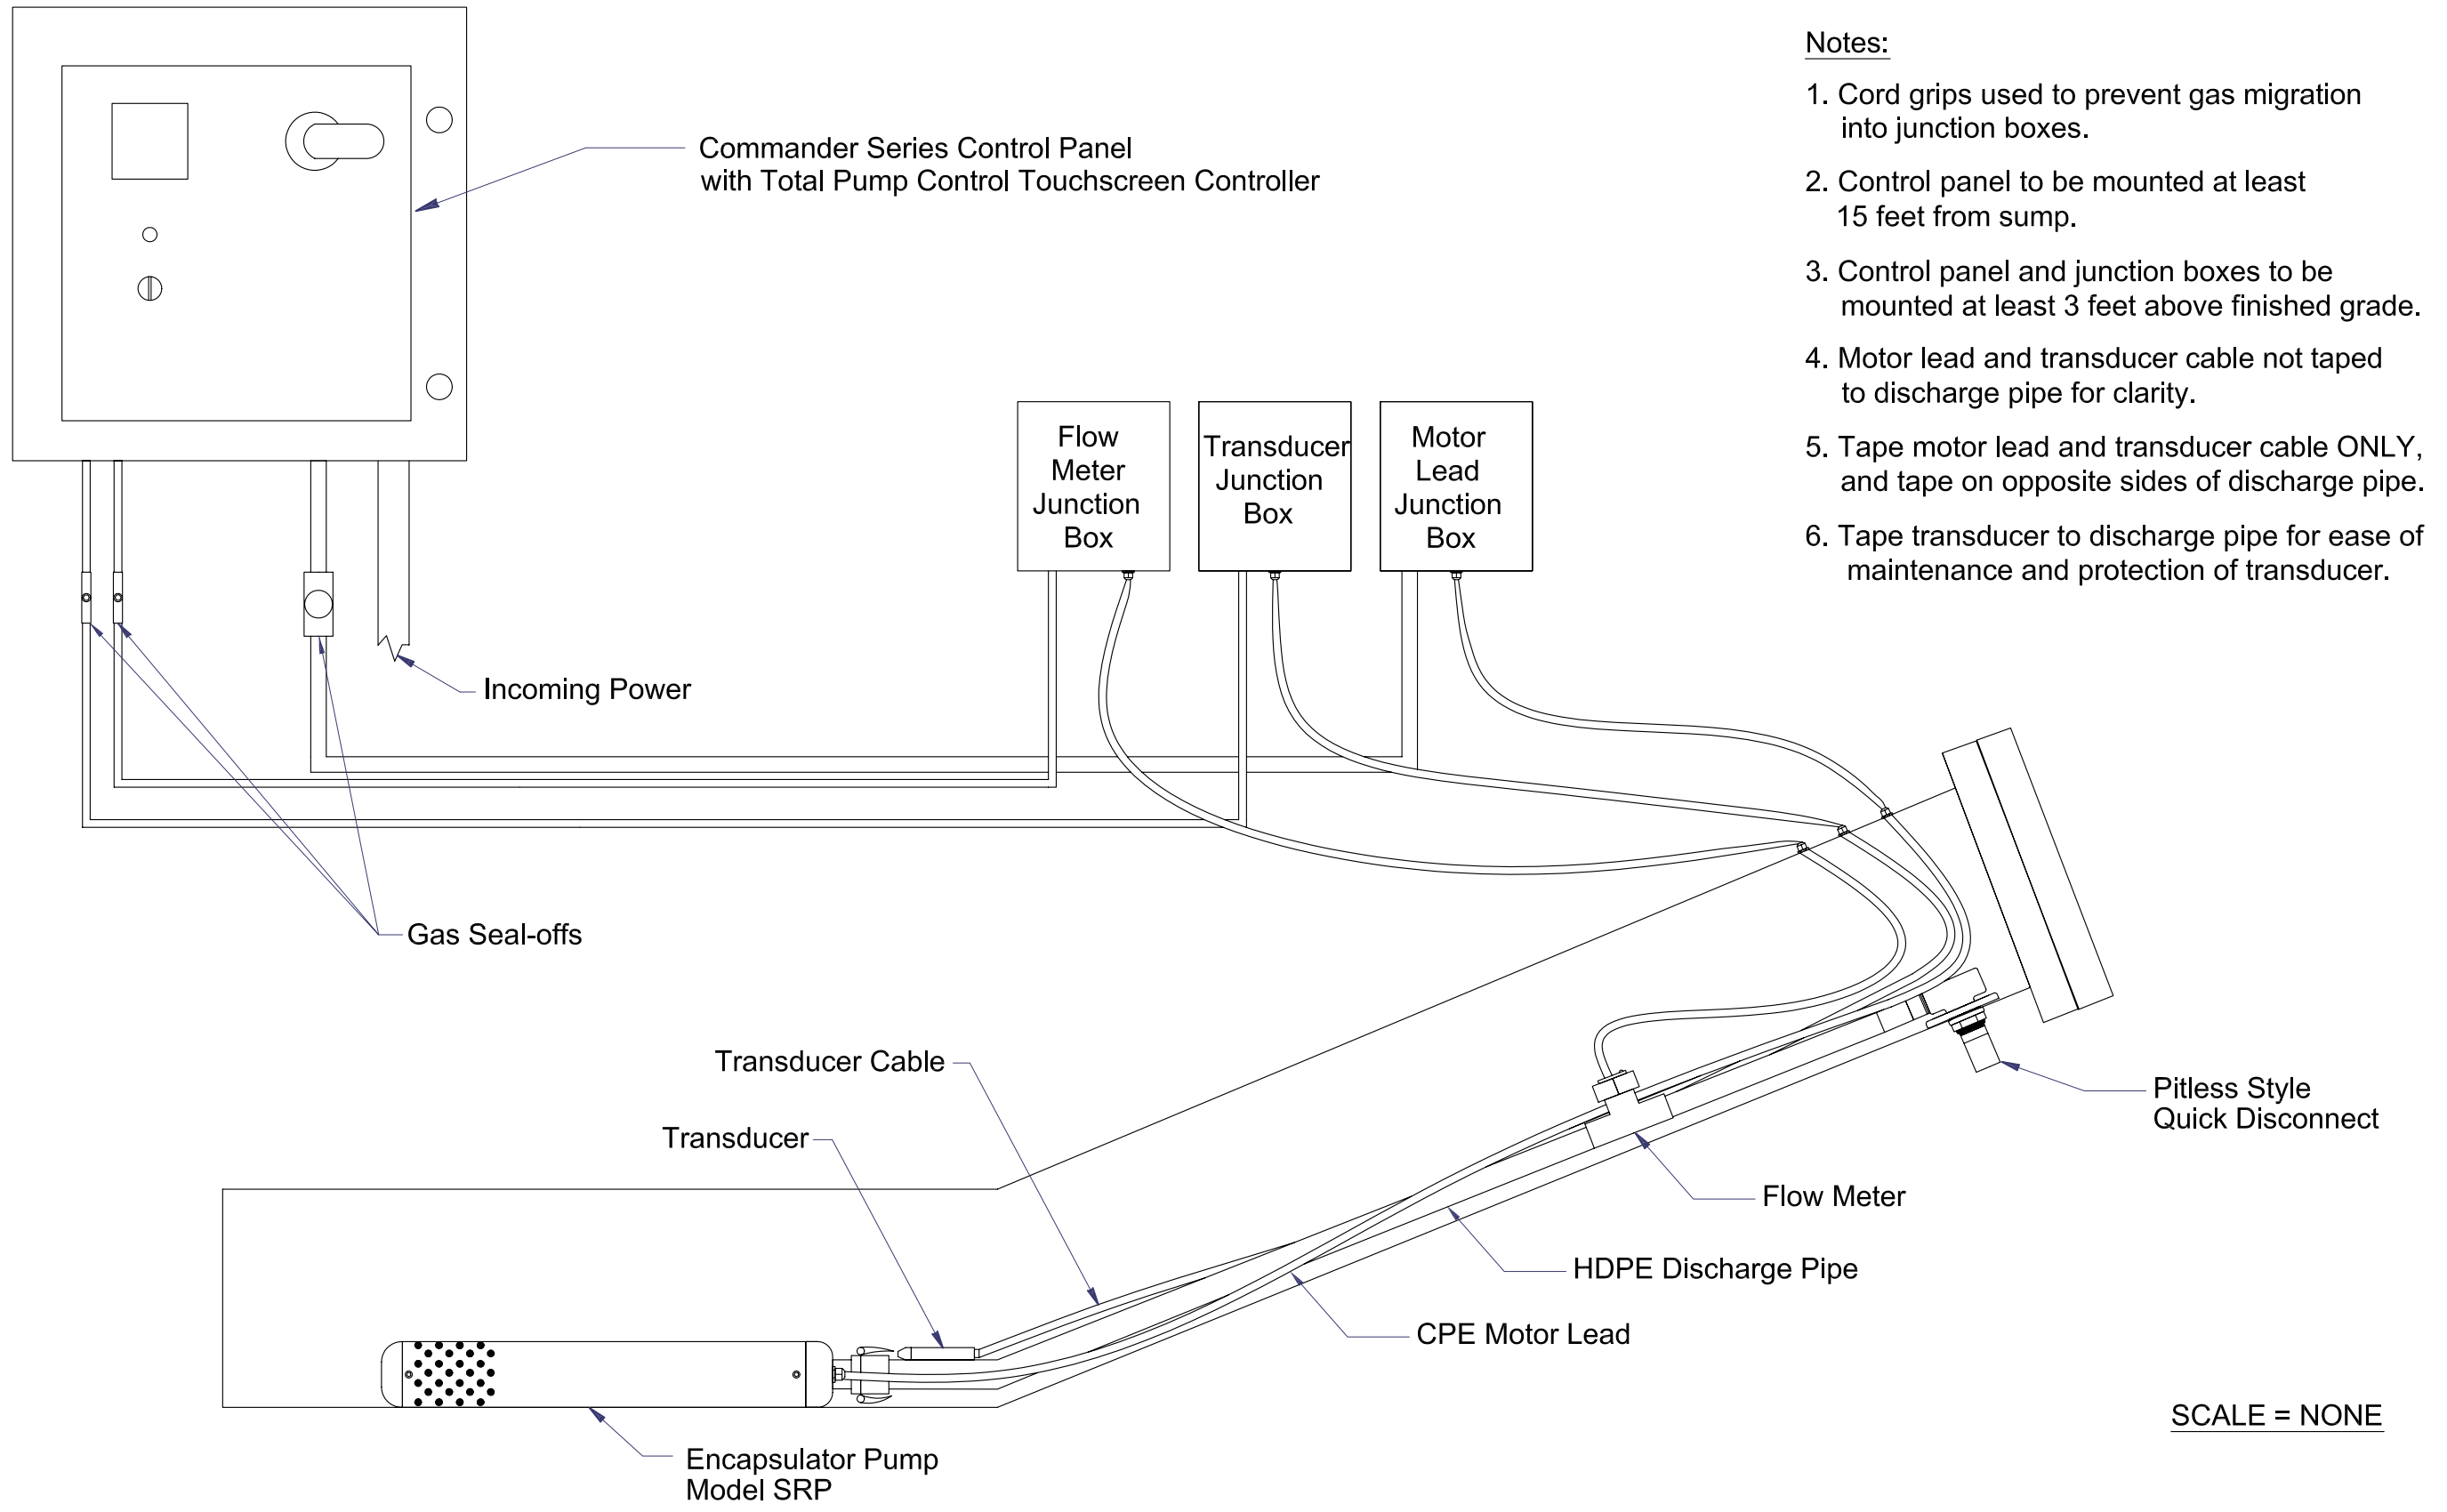 Notes:
1. Cord grips used to prevent gas migration
into junction boxes.
2. Control panel to be mounted at least
15 feet from sump.
3. Control panel and junction boxes to be
mounted at least 3 feet above finished grade.
4. Motor lead and transducer cable not taped
to discharge pipe for clarity.
5. Tape motor lead and transducer cable ONLY,
and tape on opposite sides of discharge pipe.
6. Tape transducer to discharge pipe for ease of
maintenance and protection of transducer.
Commander Series Control Panel
with Total Pump Control Touchscreen Controller
Flow
Meter
Junction
Box
Transducer
Junction
Box
Motor
Lead
Junction
Box
Incoming Power
Gas Seal-offs
Transducer Cable
Transducer
Pitless Style
Quick Disconnect
Flow Meter
HDPE Discharge Pipe
CPE Motor Lead
Encapsulator Pump
Model SRP
SCALE = NONE